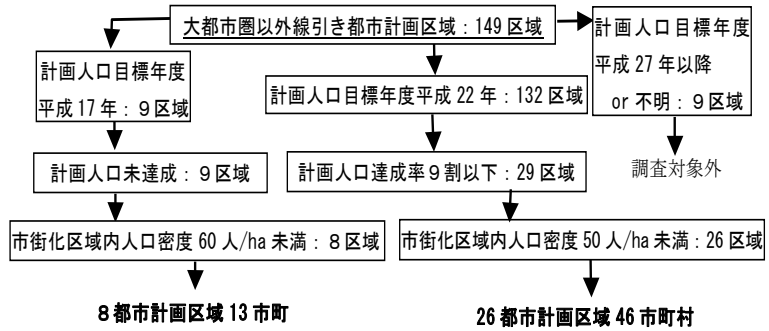 大都市圏以外線引き都市計画区域：149 区域
計画人口目標年度
平成 17 年：９区域
計画人口目標年度平成 22 年：132 区域
計画人口目標年度
平成 27 年以降
or 不明：９区域
計画人口未達成：９区域
計画人口達成率９割以下：29 区域
調査対象外
市街化区域内人口密度 60 人/ha 未満：８区域
市街化区域内人口密度 50 人/ha 未満：26 区域
８都市計画区域 13 市町
26 都市計画区域 46 市町村